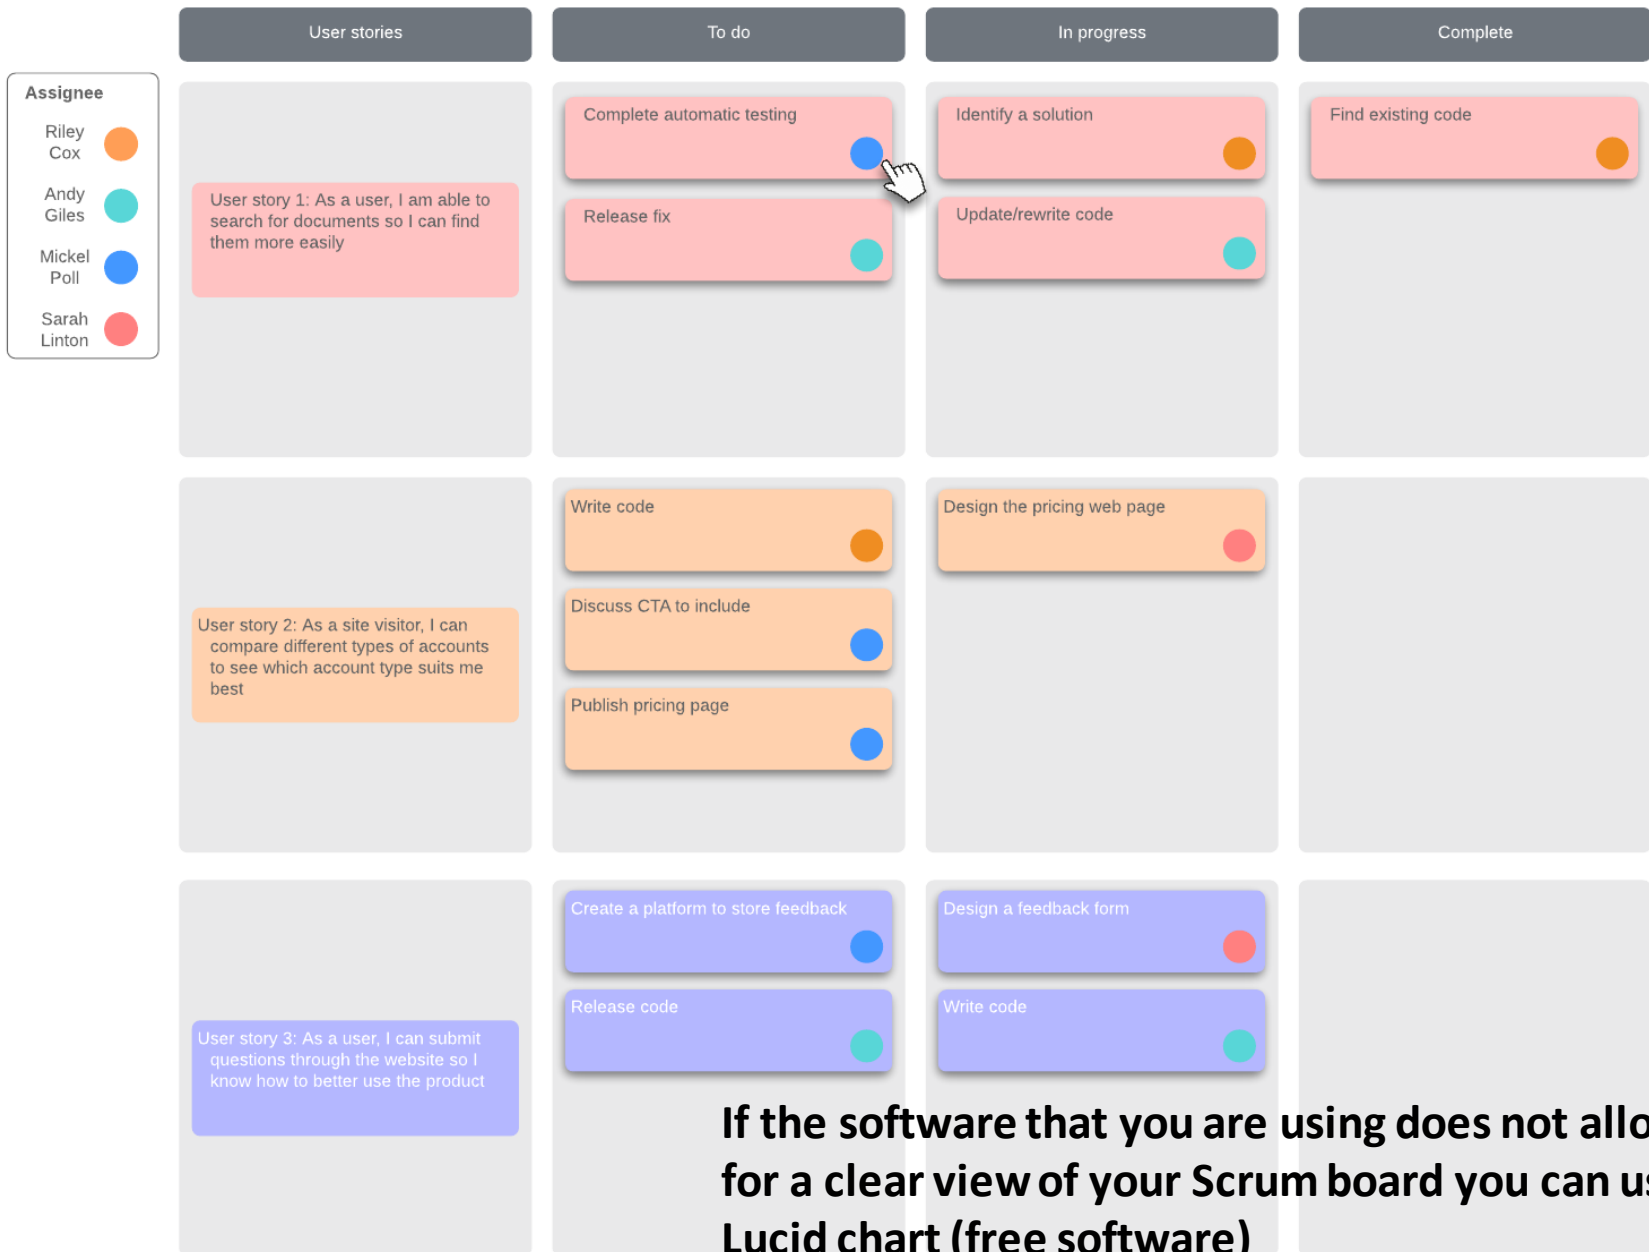 User stories
To do
In progress
Complete
Assignee
Riley
Cox
Andy
Giles
Mickel
Poll
Sarah
Linton
User story 1: As a user, I am able to
search for documents so I can find
them more easily
Complete automatic testing
Release fix
Identify a solution
Update/rewrite code
Find existing code
User story 2: As a site visitor, I can
compare different types of accounts
to see which account type suits me
best
Write code
Discuss CTA to include
Publish pricing page
Design the pricing web page
User story 3: As a user, I can submit
questions through the website so I
know how to better use the product
Create a platform to store feedback
Release code
Design a feedback form
Write code
If the software that you are using does not allo
for a clear view of your Scrum board you can us
Lucid chart (free software)